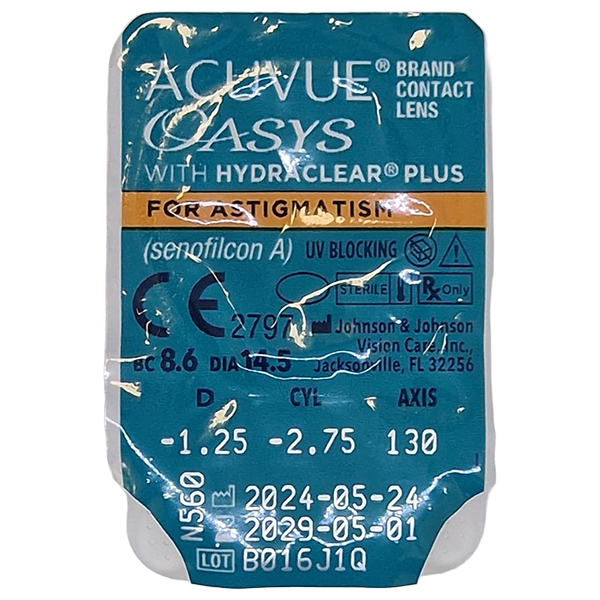 ACUVUE® BRAND
CONTACT
LENS
OASYS
WITH HYDRACLEAR® PLUS
FOR ASTIGMATISM
(senofilcon A) UV BLOCKING
CE 2797 STERILE Rx Only
Johnson & Johnson
Vision Care, Inc.,
Jacksonville, FL 32256
BC 8.6 DIA 14.5
D CYL AXIS
-1.25 -2.75 130
N560
2024-05-24
2029-05-01
LOT B016J1Q